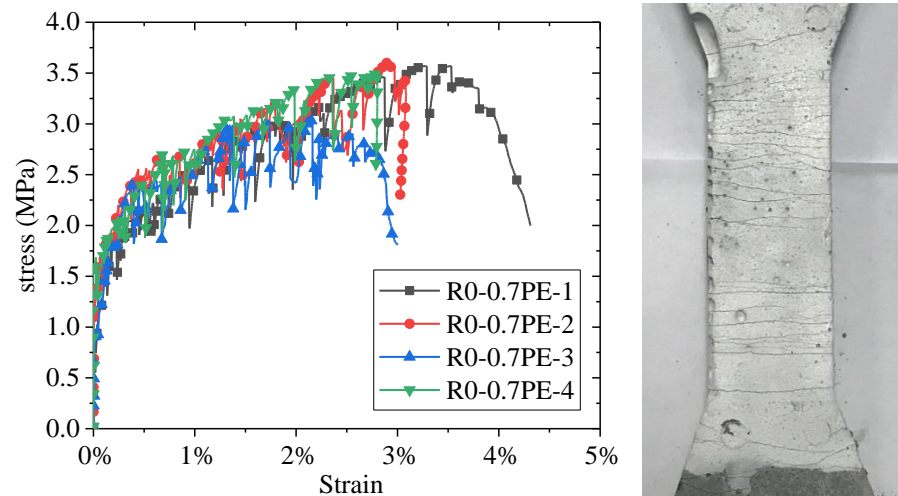 4.0
3.5
3.0
2.5
2.0
1.5
1.0
0.5
0.0
stress (MPa)
0% 1% 2% 3% 4% 5%
Strain
R0-0.7PE-1
R0-0.7PE-2
R0-0.7PE-3
R0-0.7PE-4